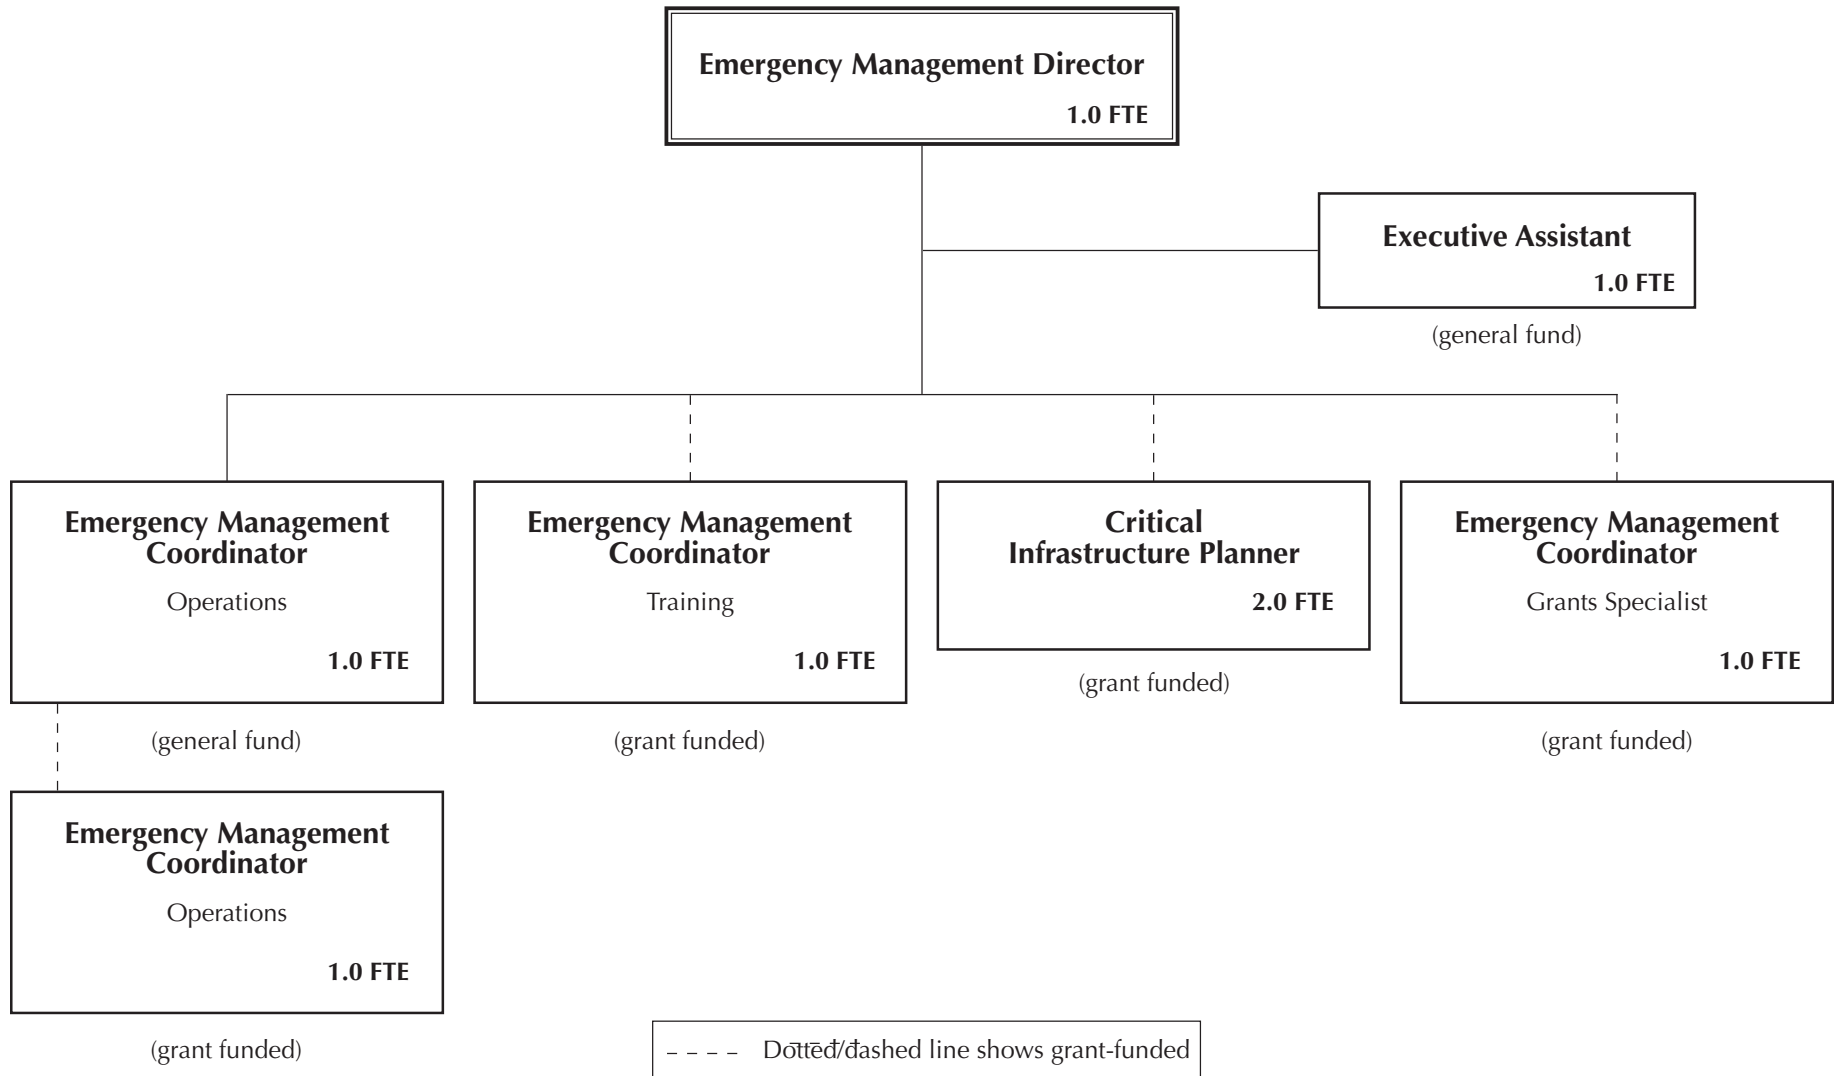 Emergency Management Director
1.0 FTE
Executive Assistant
1.0 FTE
(general fund)
Emergency Management
Coordinator
Operations
1.0 FTE
(general fund)
Emergency Management
Coordinator
Training
1.0 FTE
(grant funded)
Critical
Infrastructure Planner
2.0 FTE
(grant funded)
Emergency Management
Coordinator
Grants Specialist
1.0 FTE
(grant funded)
Emergency Management
Coordinator
Operations
1.0 FTE
(grant funded)
Dotted/dashed line shows grant-funded